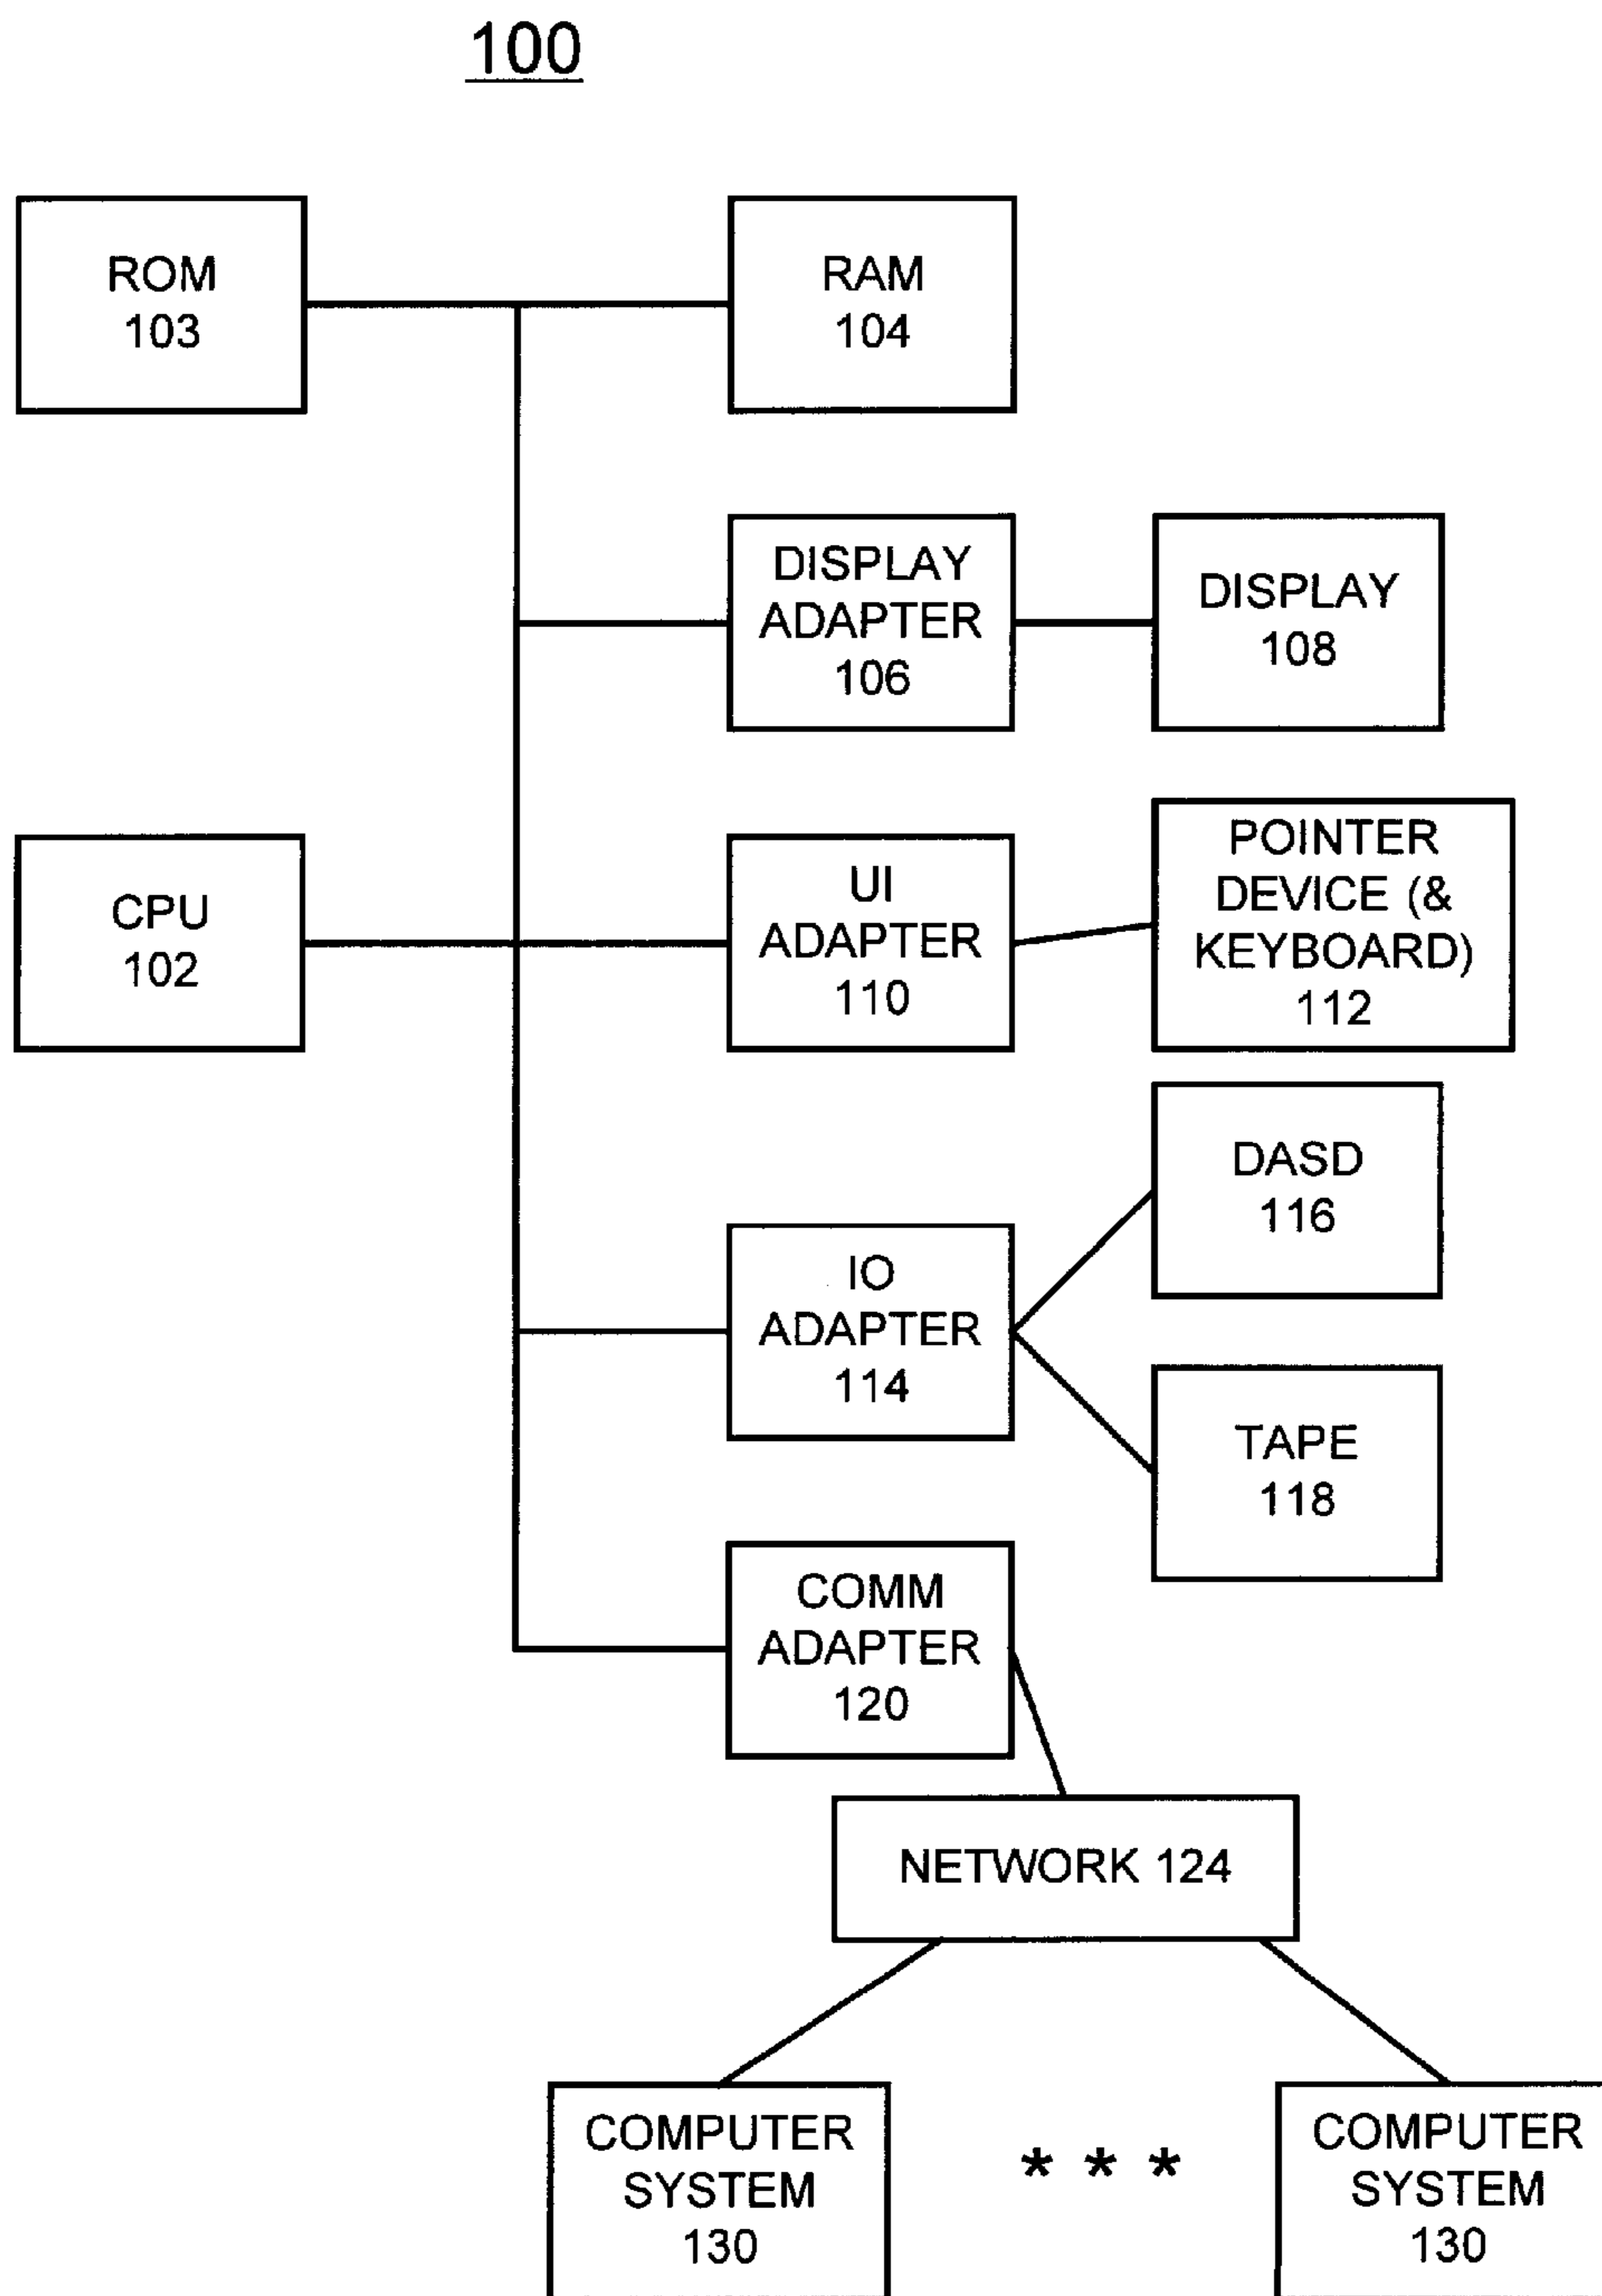 100
ROM
103
RAM
104
DISPLAY
ADAPTER
106
DISPLAY
108
CPU
102
UI
ADAPTER
110
POINTER
DEVICE (&
KEYBOARD)
112
DASD
116
IO
ADAPTER
114
TAPE
118
COMM
ADAPTER
120
NETWORK 124
COMPUTER
SYSTEM
130
* * *
COMPUTER
SYSTEM
130